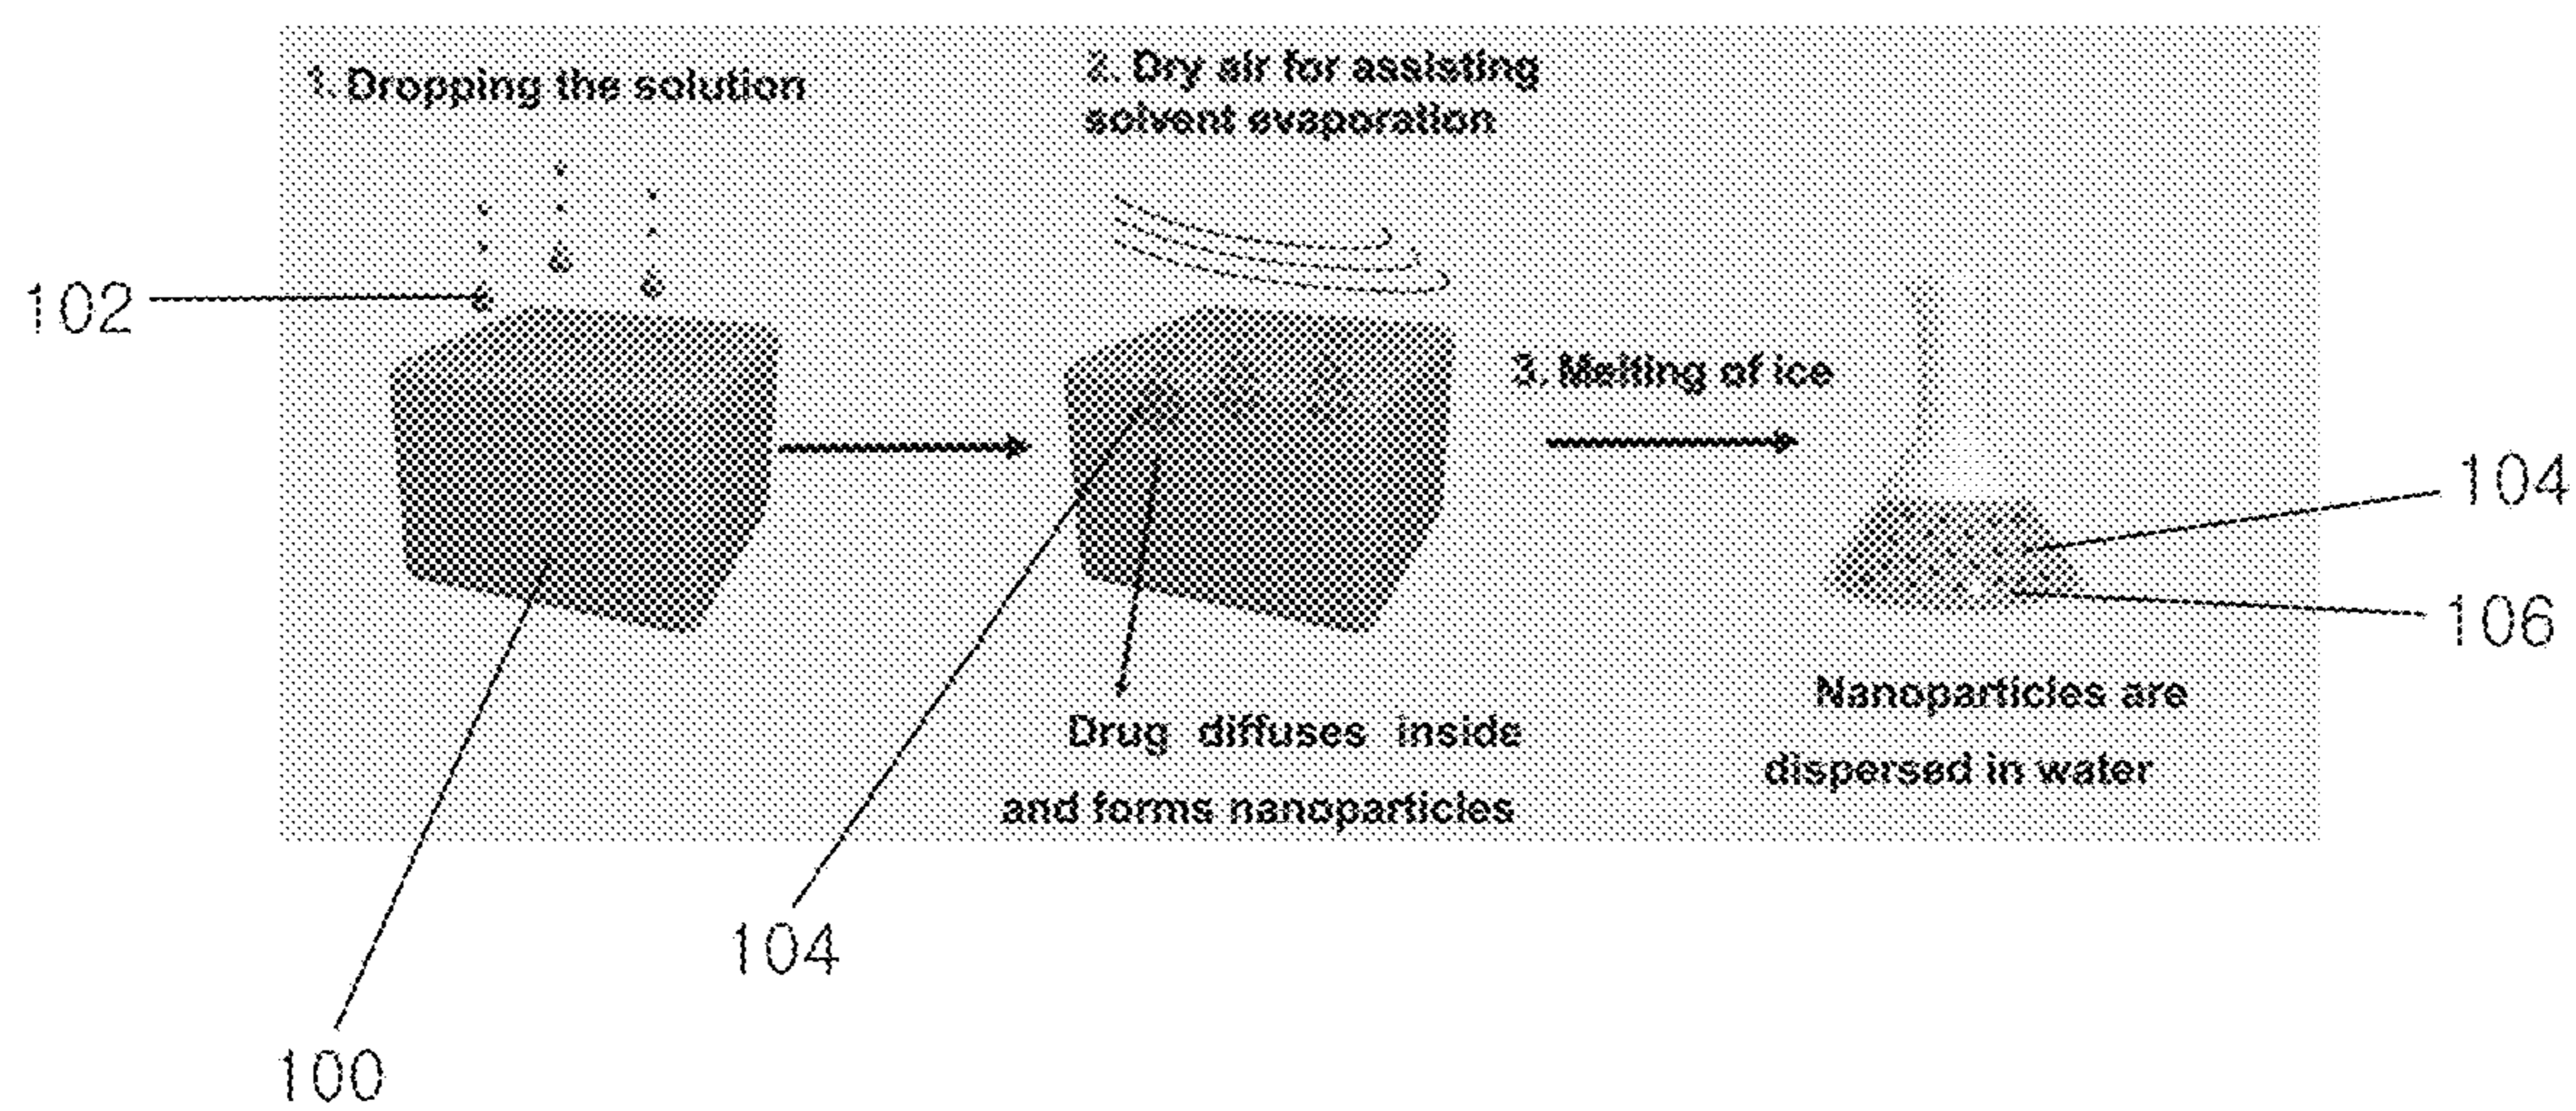 1. Dropping the solution
2. Dry air for assisting
solvent evaporation
102
3. Melting of ice
104
106
Nanoparticles are
dispersed in water
Drug diffuses inside
and forms nanoparticles
104
100